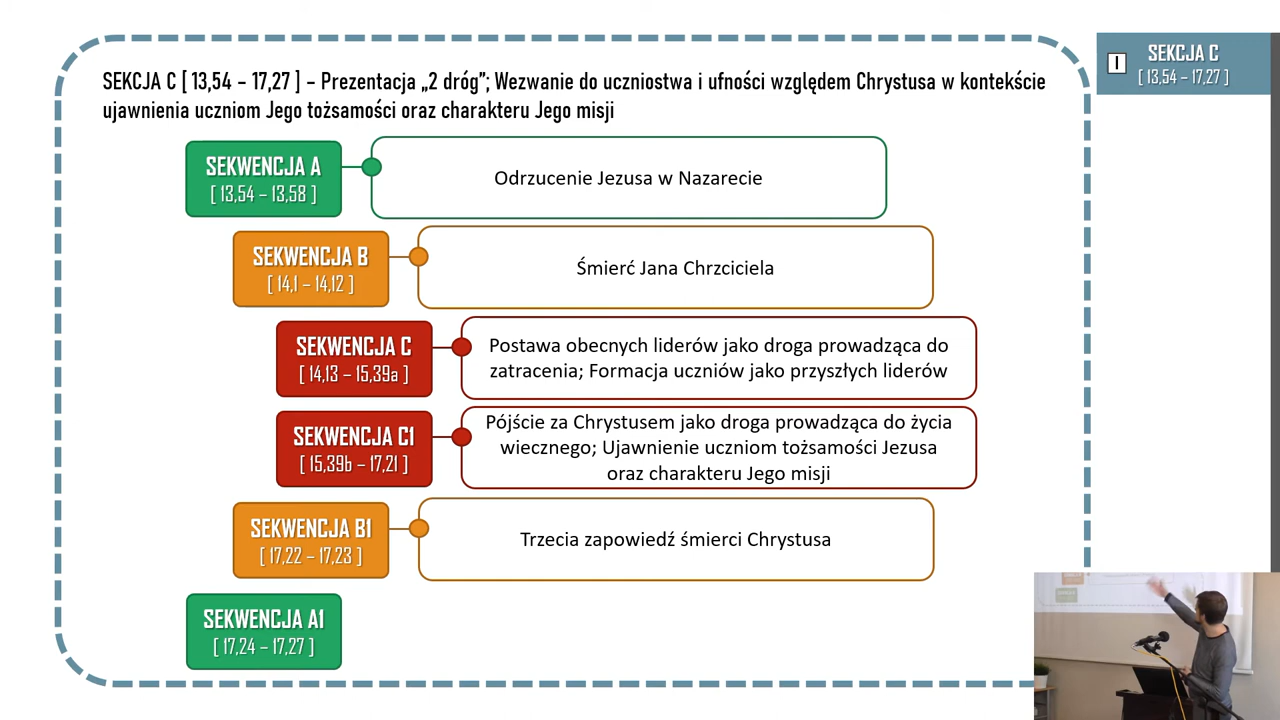 SEKCJA C [ 13,54 – 17,27 ] – Prezentacja „2 dróg”; Wezwanie do uczniostwa i ufności względem Chrystusa w kontekście
ujawnienia uczniom Jego tożsamości oraz charakteru Jego misji
I
SEKCJA C
[ 13,54 – 17,27 ]
SEKWENCJA A
[ 13,54 – 13,58 ]
Odrzucenie Jezusa w Nazarecie
SEKWENCJA B
[ 14,1 – 14,12 ]
Śmierć Jana Chrzciciela
SEKWENCJA C
[ 14,13 – 15,39a ]
Postawa obecnych liderów jako droga prowadząca do
zatracenia; Formacja uczniów jako przyszłych liderów
SEKWENCJA C1
[ 15,39b – 17,21 ]
Pójście za Chrystusem jako droga prowadząca do życia
wiecznego; Ujawnienie uczniom tożsamości Jezusa
oraz charakteru Jego misji
SEKWENCJA B1
[ 17,22 – 17,23 ]
Trzecia zapowiedź śmierci Chrystusa
SEKWENCJA A1
[ 17,24 – 17,27 ]